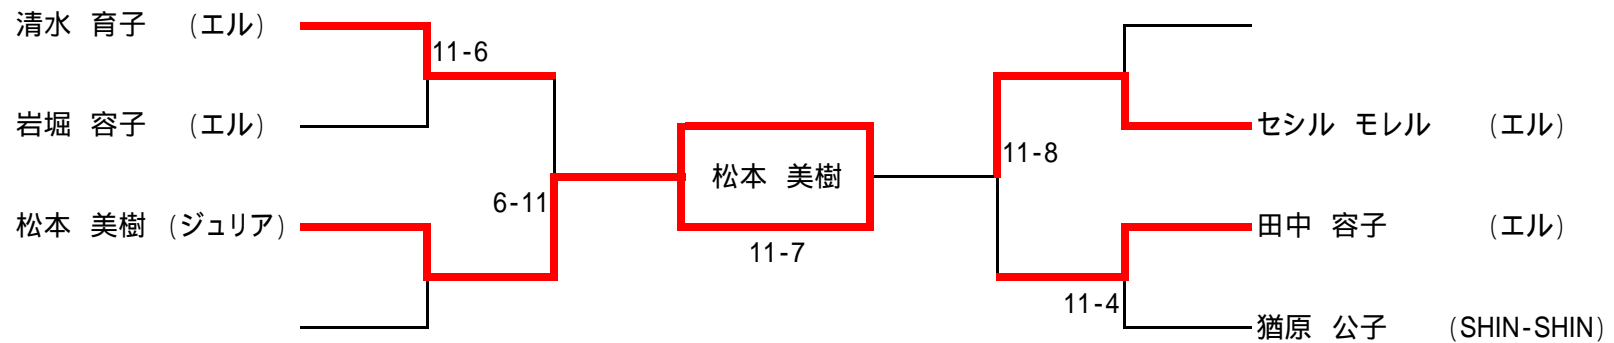 清水 育子 (エル)
11-6
岩堀 容子 (エル)
セシル モレル (エル)
11-8
松本 美樹
6-11
松本 美樹 (ジュリア)
田中 容子 (エル)
11-7
11-4
猶原 公子 (SHIN-SHIN)